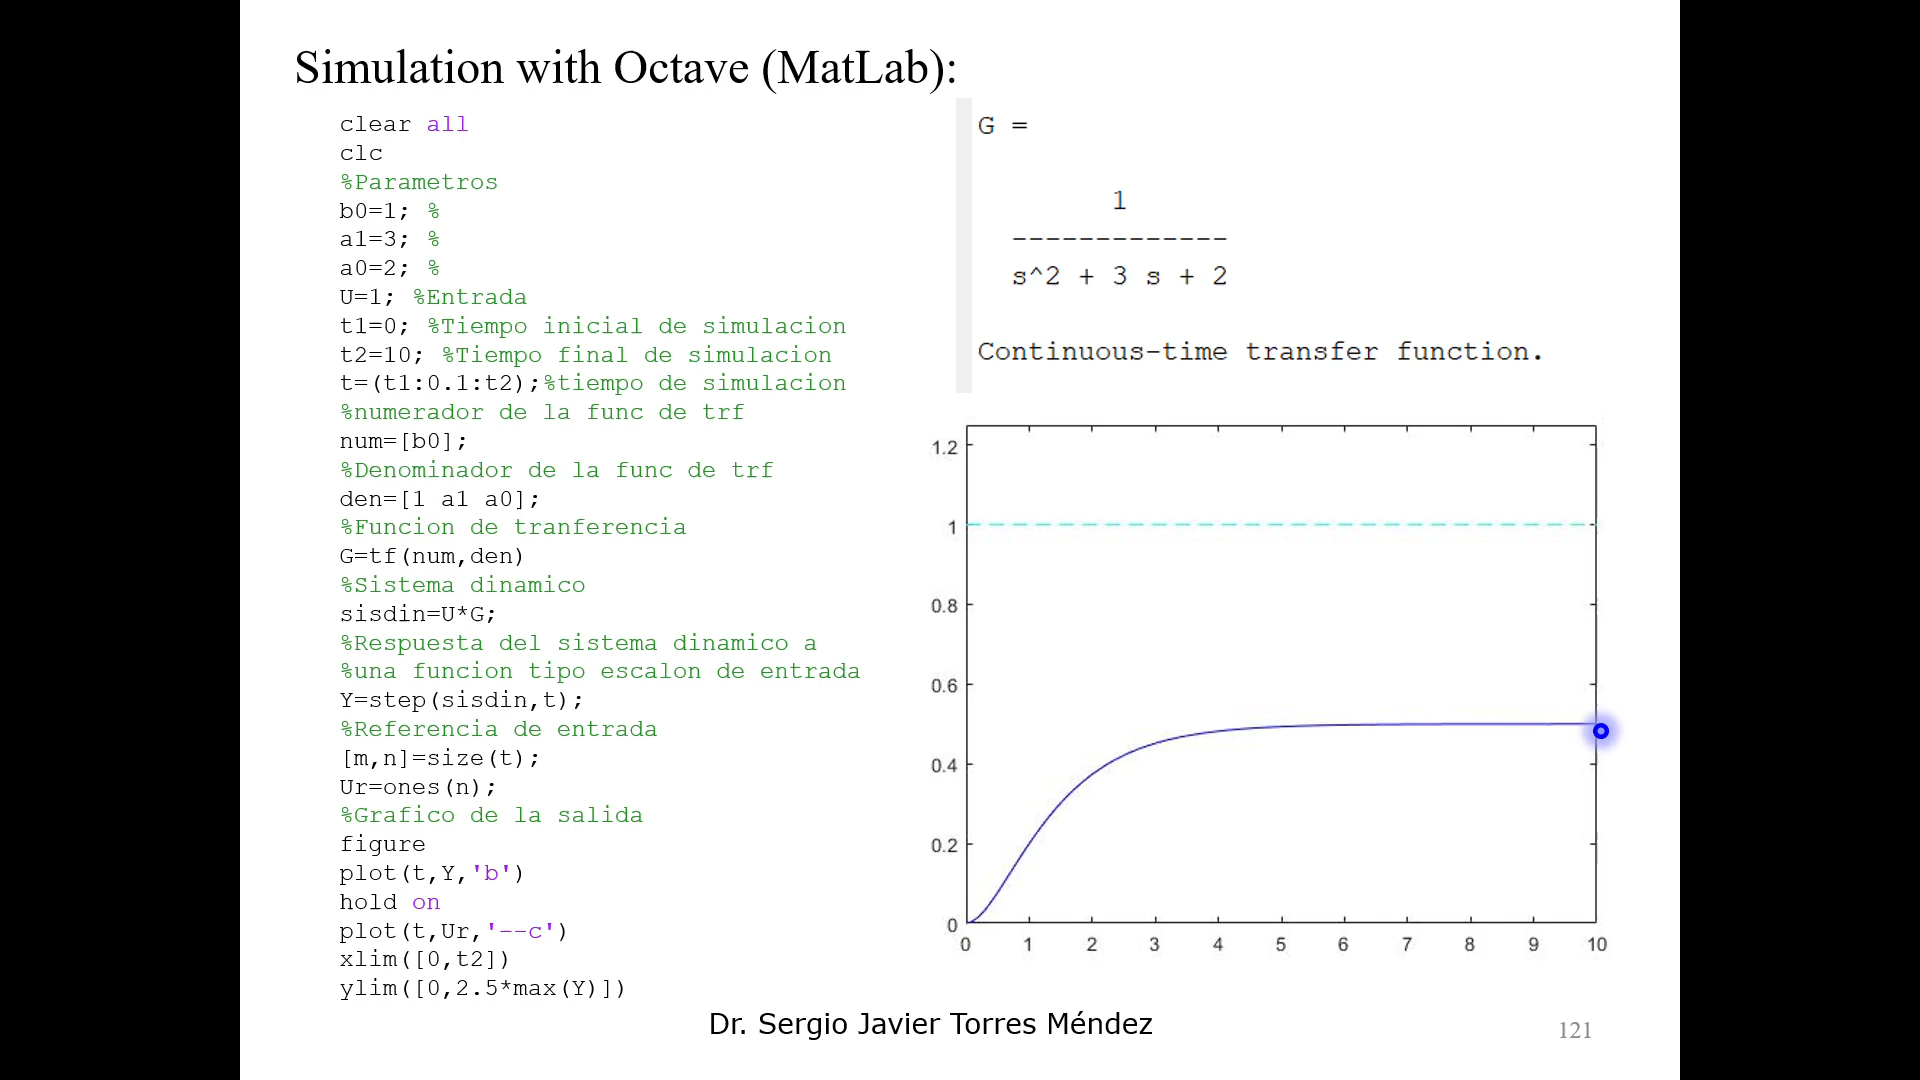 Simulation with Octave (MatLab):
clear all
clc
%Parametros
b0=1; %
a1=3; %
a0=2; %
U=1; %Entrada
t1=0; %Tiempo inicial de simulacion
t2=10; %Tiempo final de simulacion
t=(t1:0.1:t2);%tiempo de simulacion
%numerador de la func de trf
num=[b0];
%Denominador de la func de trf
den=[1 a1 a0];
%Funcion de tranferencia
G=tf(num,den)
%Sistema dinamico
sisdin=U*G;
%Respuesta del sistema dinamico a
%una funcion tipo escalon de entrada
Y=step(sisdin,t);
%Referencia de entrada
[m,n]=size(t);
Ur=ones(n);
%Grafico de la salida
figure
plot(t,Y,'b')
hold on
plot(t,Ur,'--c')
xlim([0,t2])
ylim([0,2.5*max(Y)])
G =
1
-------------
s^2 + 3 s + 2
Continuous-time transfer function.
1.2
1
0.8
0.6
0.4
0.2
0
0 1 2 3 4 5 6 7 8 9 10
Dr. Sergio Javier Torres Méndez
121